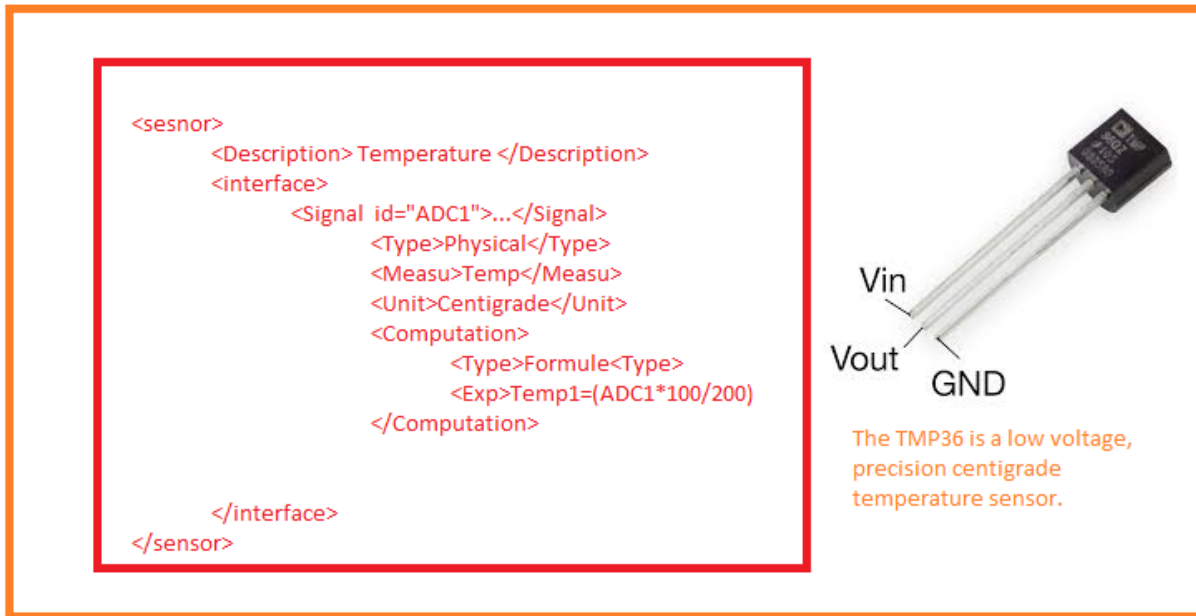 <sesnor>
<Description> Temperature </Description>
<interface>
<Signal id="ADC1">...</Signal>
<Type>Physical</Type>
<Measu>Temp</Measu>
<Unit>Centigrade</Unit>
<Computation>
<Type>Formule<Type>
<Exp>Temp1=(ADC1*100/200)
</Computation>
</interface>
</sensor>
TMP
Vin
Vout
GND
The TMP36 is a low voltage,
precision centigrade
temperature sensor.